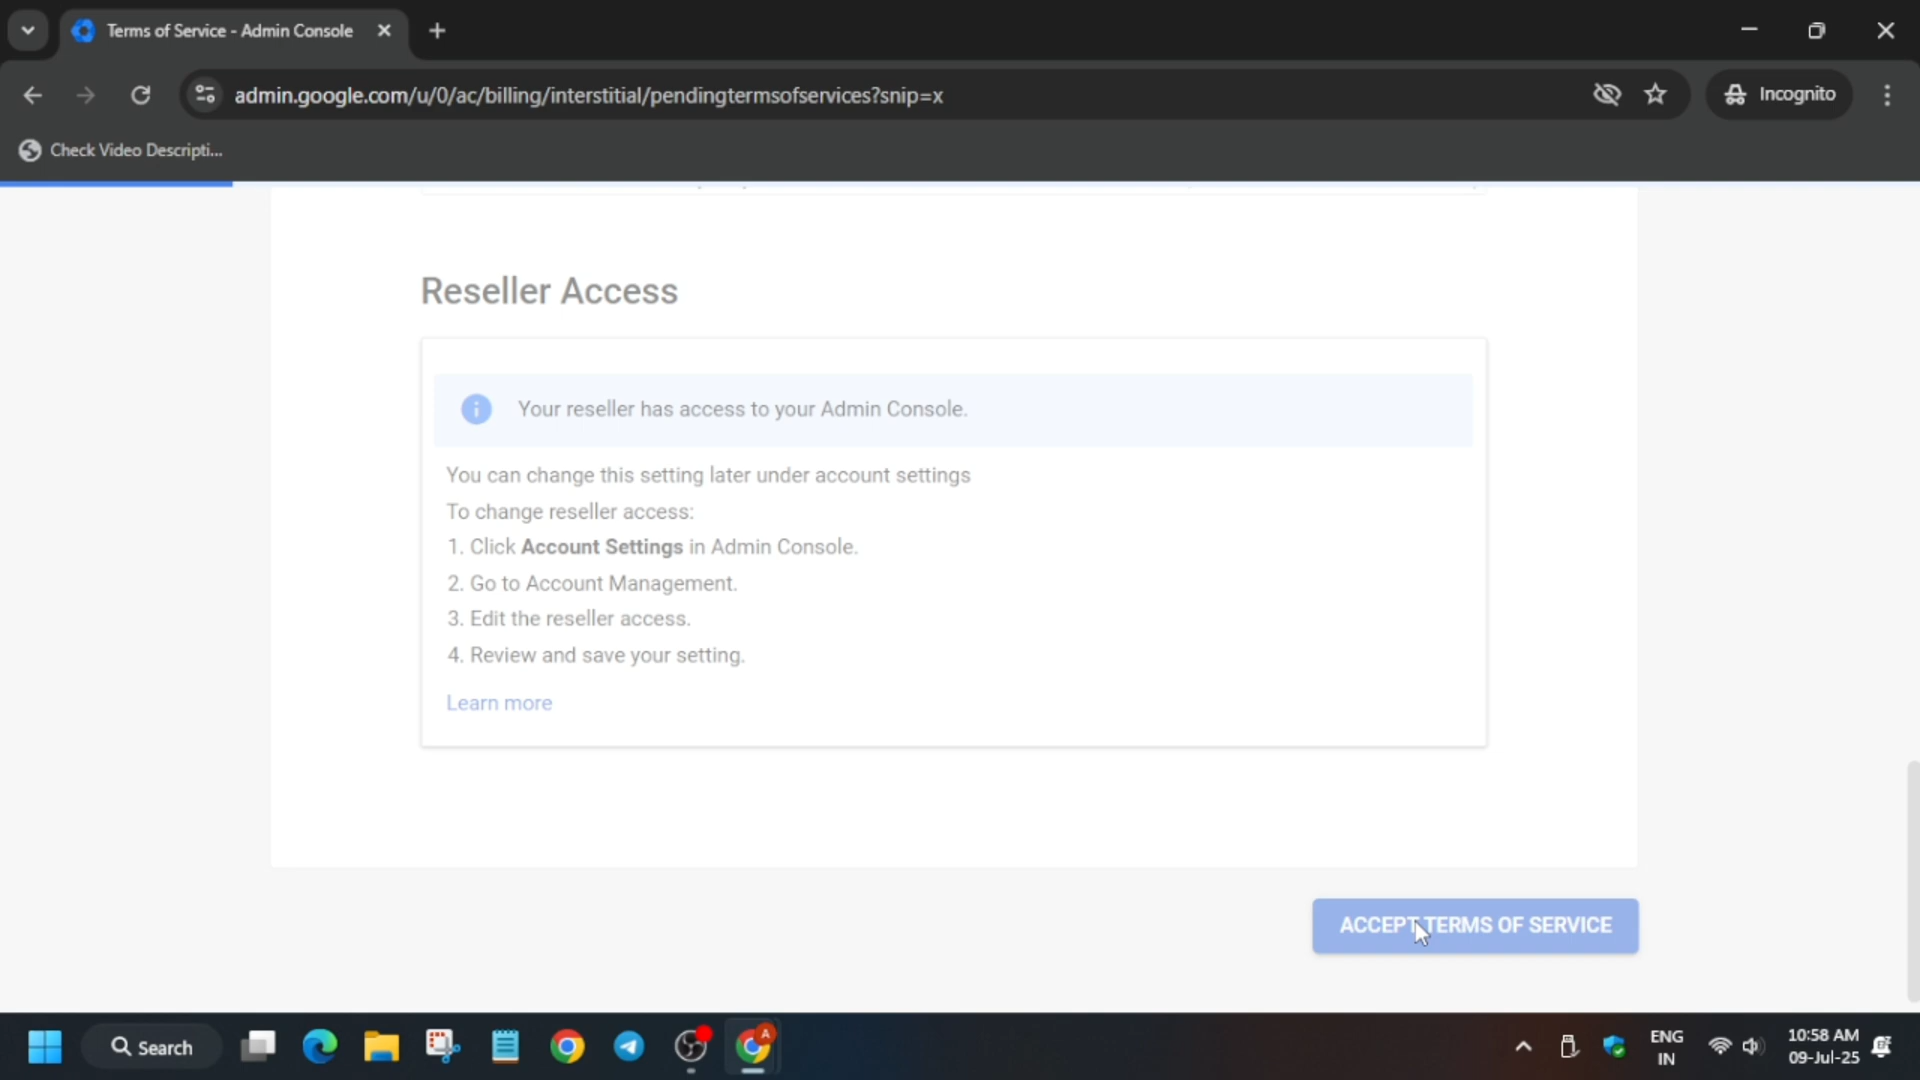 Terms of Service - Admin Console
admin.google.com/u/0/ac/billing/interstitial/pendingtermsofservices?snip=x
Incognito
Check Video Descripti...
Reseller Access
Your reseller has access to your Admin Console.
You can change this setting later under account settings
To change reseller access:
1. Click Account Settings in Admin Console.
2. Go to Account Management.
3. Edit the reseller access.
4. Review and save your setting.
Learn more
ACCEPT TERMS OF SERVICE
Search
A
ENG
IN
10:58 AM
09-Jul-25